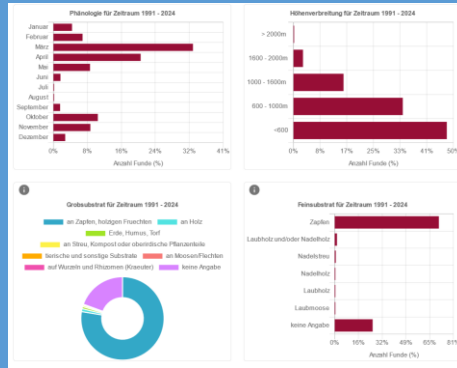 Phänologie für Zeitraum 1991 - 2024
Januar
Februar
März
April
Mai
Juni
Juli
August
September
Oktober
November
Dezember
0%
8%
16%
24%
32%
41%
Anzahl Funde (%)
Höhenverbreitung für Zeitraum 1991 - 2024
> 2000m
1600 - 2000m
1000 - 1600m
600 - 1000m
<600
0%
17%
25%
33%
50%
Anzahl Funde (%)
Grobsubstrat für Zeitraum 1991 - 2024
an Zapfen, holzigen Fruechten
an Holz
Erde, Humus, Torf
an Streu, Kompost oder oberirdische Pflanzenteile
tierische und sonstige Substrate
an Moosen/Flechten
auf Wurzeln und Rhizomen (Kraeuter)
keine Angabe
Feinsubstrat für Zeitraum 1991 - 2024
Zapfen
Laubholz und/oder Nadelholz
Nadelstreu
Nadelholz
Laubholz
Laubmoose
keine Angabe
0%
16%
32%
49%
65%
81%
Anzahl Funde (%)